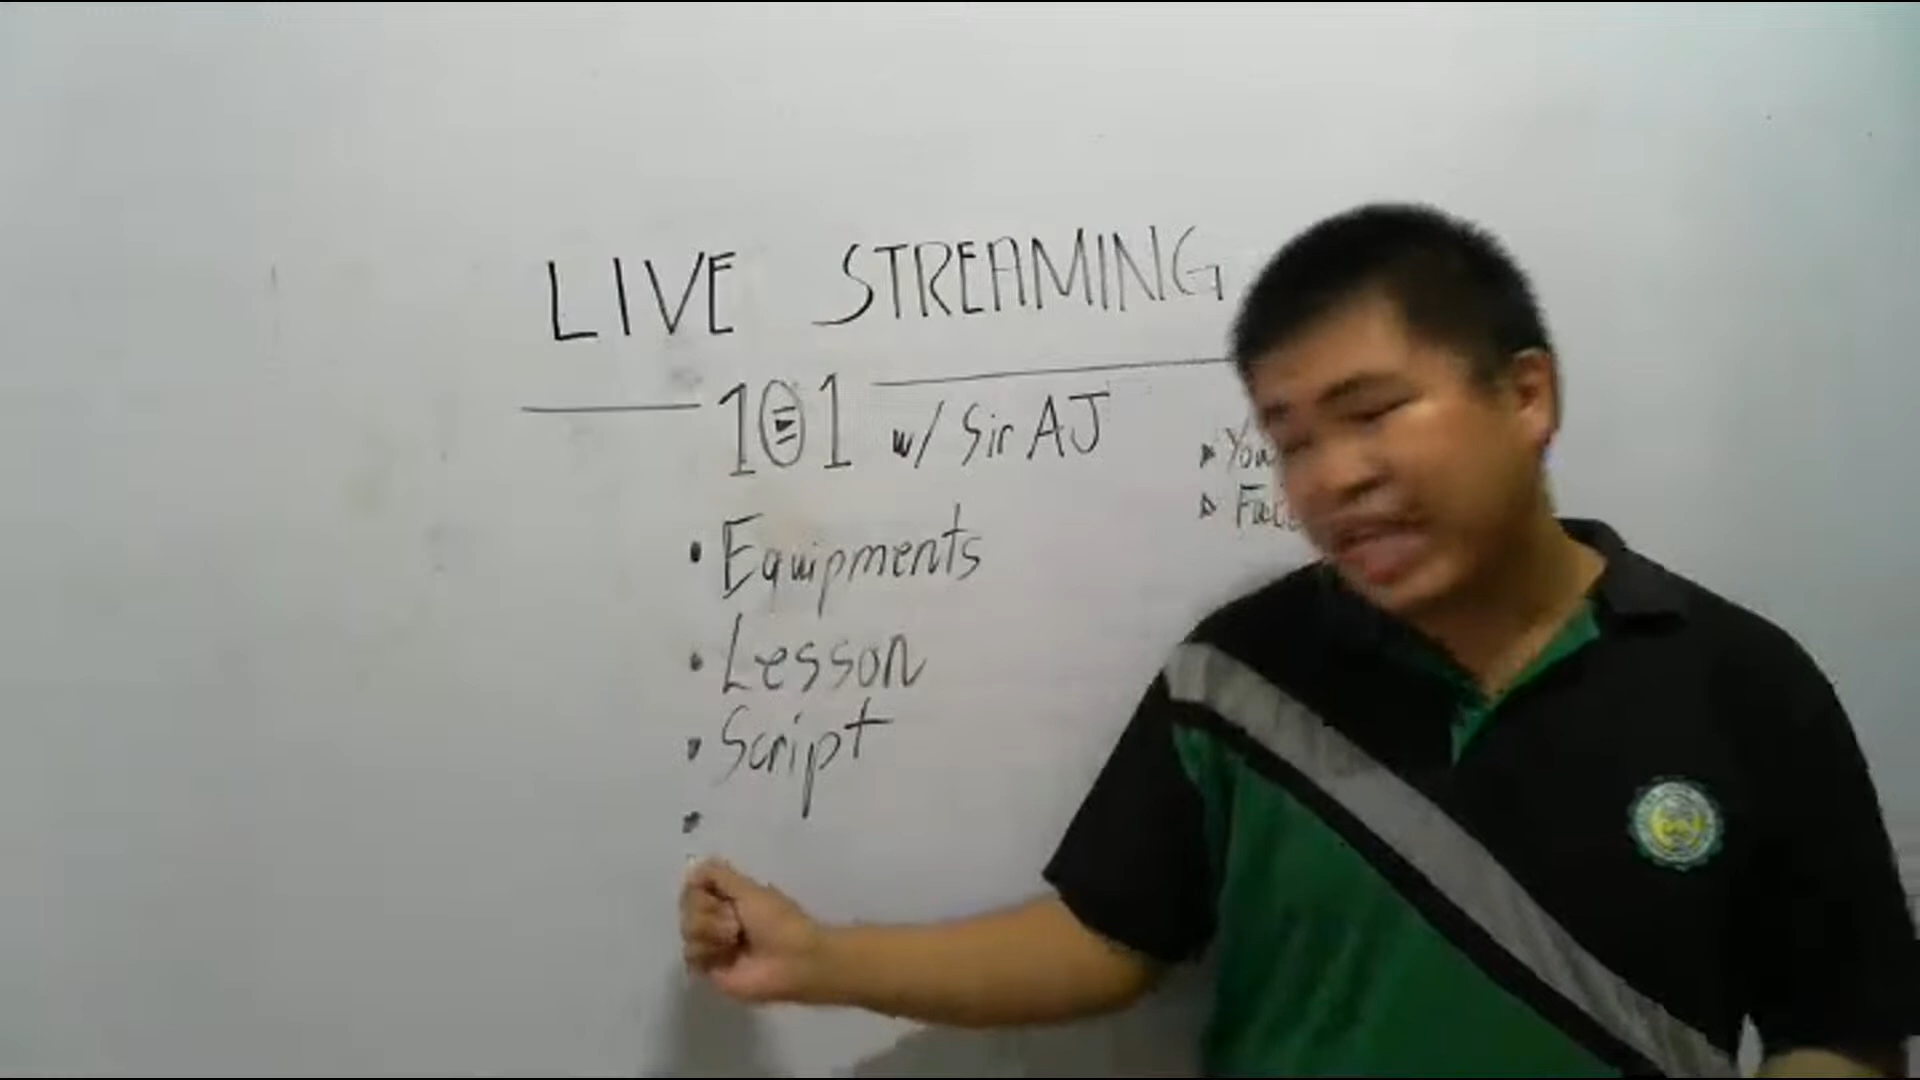 LIVE STREAMING
101 w/ Sir AJ
• Equipments
• Lesson
• Script
•